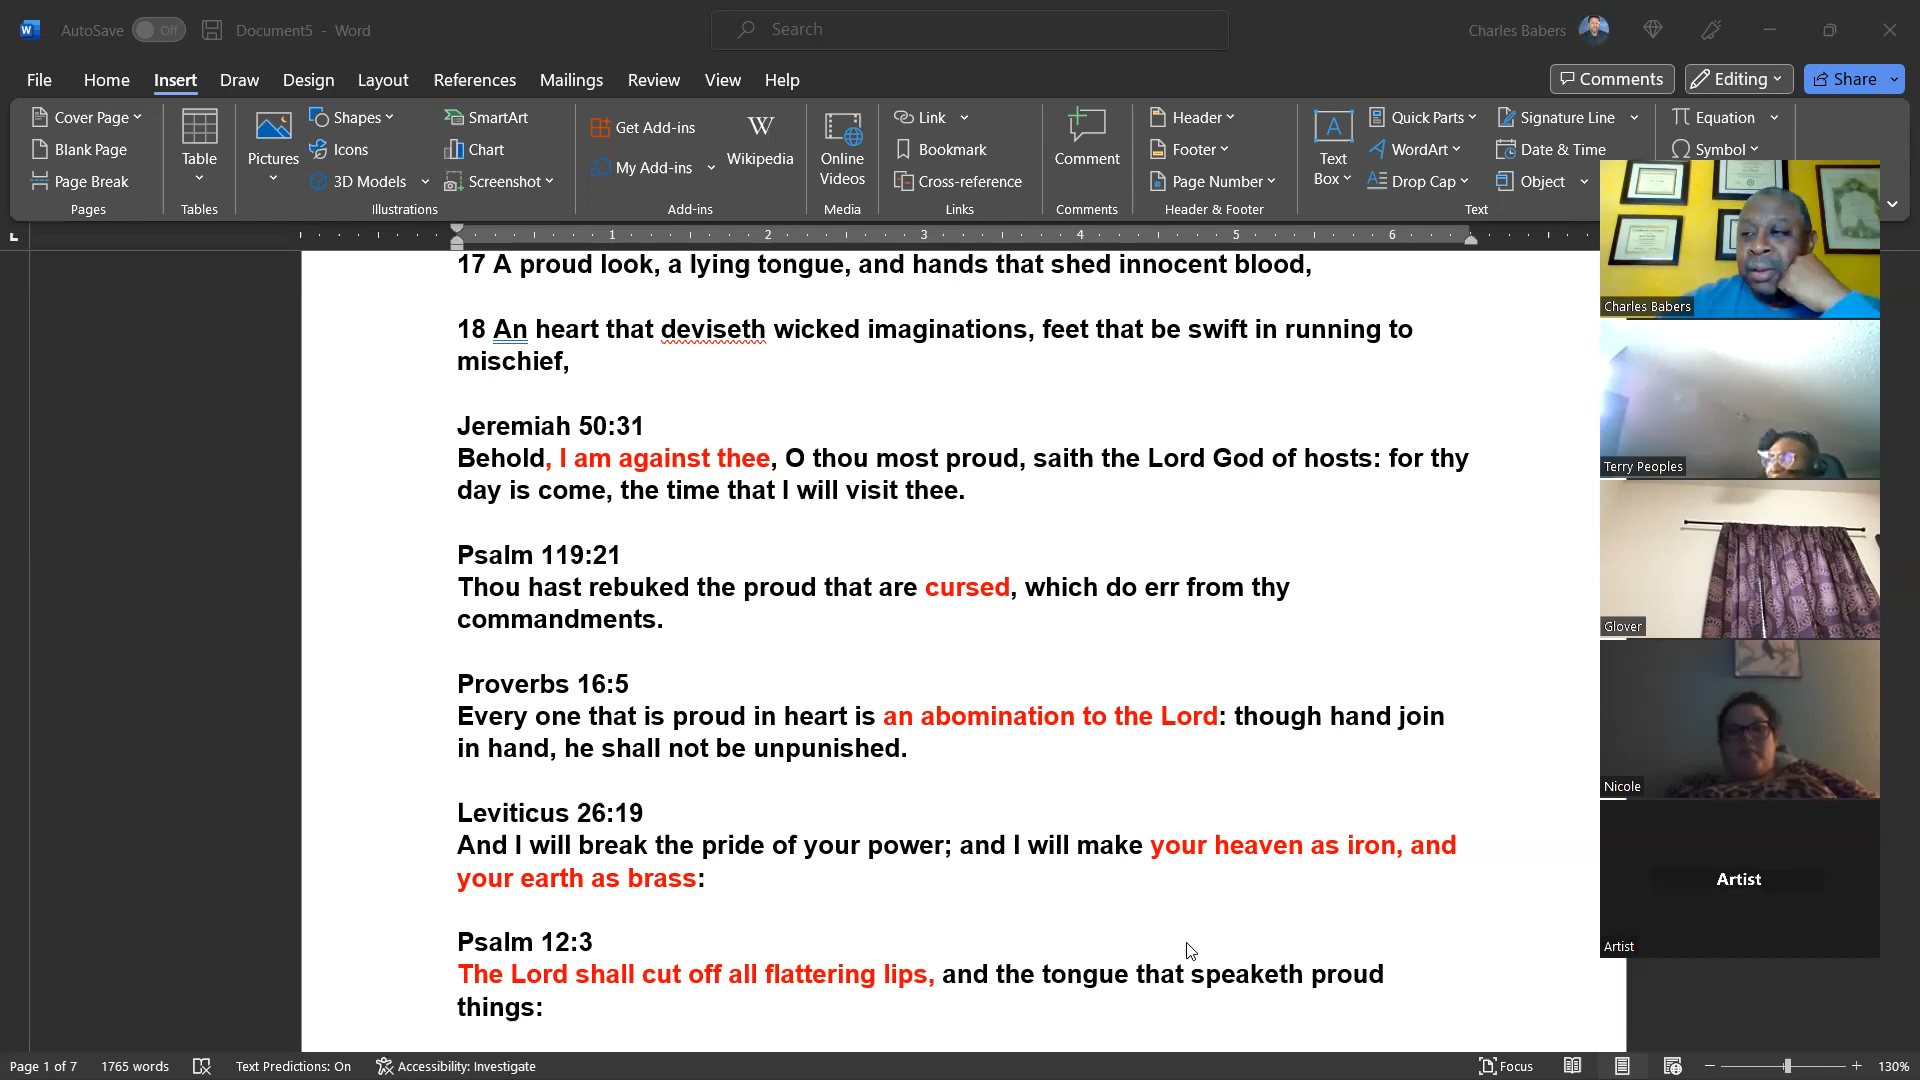 AutoSave Off Document5 - Word Search Charles Babers
File Home Insert Draw Design Layout References Mailings Review View Help Comments Editing Share
Cover Page
Blank Page
Page Break
Pages
Table
Tables
Pictures
Shapes
Icons
3D Models
SmartArt
Chart
Screenshot
Illustrations
Get Add-ins
My Add-ins
W
Wikipedia
Add-ins
Online
Videos
Media
Link
Bookmark
Cross-reference
Links
Comment
Comments
Header
Footer
Page Number
Header & Footer
A
Text
Box
Quick Parts
WordArt
Drop Cap
Signature Line
Date & Time
Object
Text
Equation
Symbol
1 2 3 4 5 6
17 A proud look, a lying tongue, and hands that shed innocent blood,
18 An heart that deviseth wicked imaginations, feet that be swift in running to
mischief,
Jeremiah 50:31
Behold, I am against thee, O thou most proud, saith the Lord God of hosts: for thy
day is come, the time that I will visit thee.
Psalm 119:21
Thou hast rebuked the proud that are cursed, which do err from thy
commandments.
Proverbs 16:5
Every one that is proud in heart is an abomination to the Lord: though hand join
in hand, he shall not be unpunished.
Leviticus 26:19
And I will break the pride of your power; and I will make your heaven as iron, and
your earth as brass:
Psalm 12:3
The Lord shall cut off all flattering lips, and the tongue that speaketh proud
things:
Charles Babers
Terry Peoples
Glover
Nicole
Artist
Artist
Page 1 of 7 1765 words Text Predictions: On Accessibility: Investigate Focus 130%